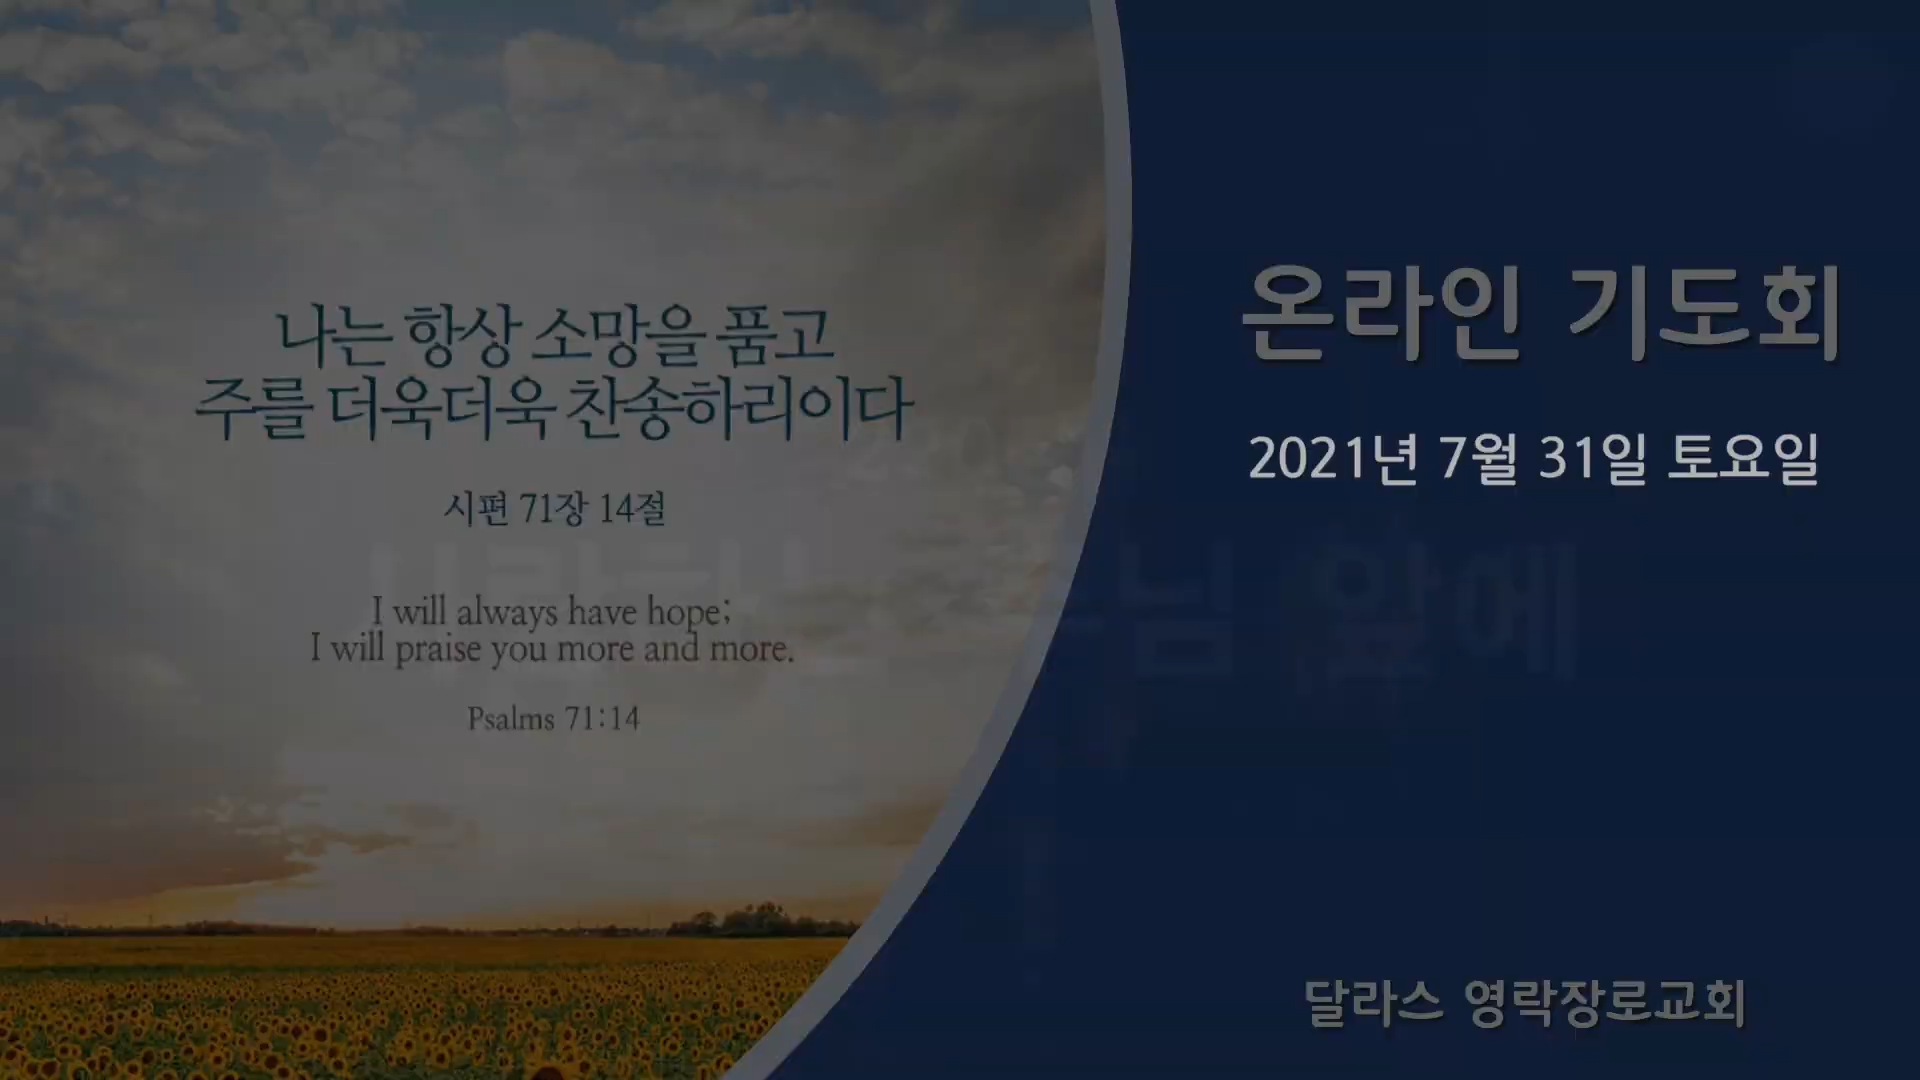 나는 항상 소망을 품고
주를 더욱더욱 찬송하리이다
시편 71장 14절
I will always have hope;
I will praise you more and more.
Psalms 71:14
온라인 기도회
2021년 7월 31일 토요일
달라스 영락장로교회
앞에